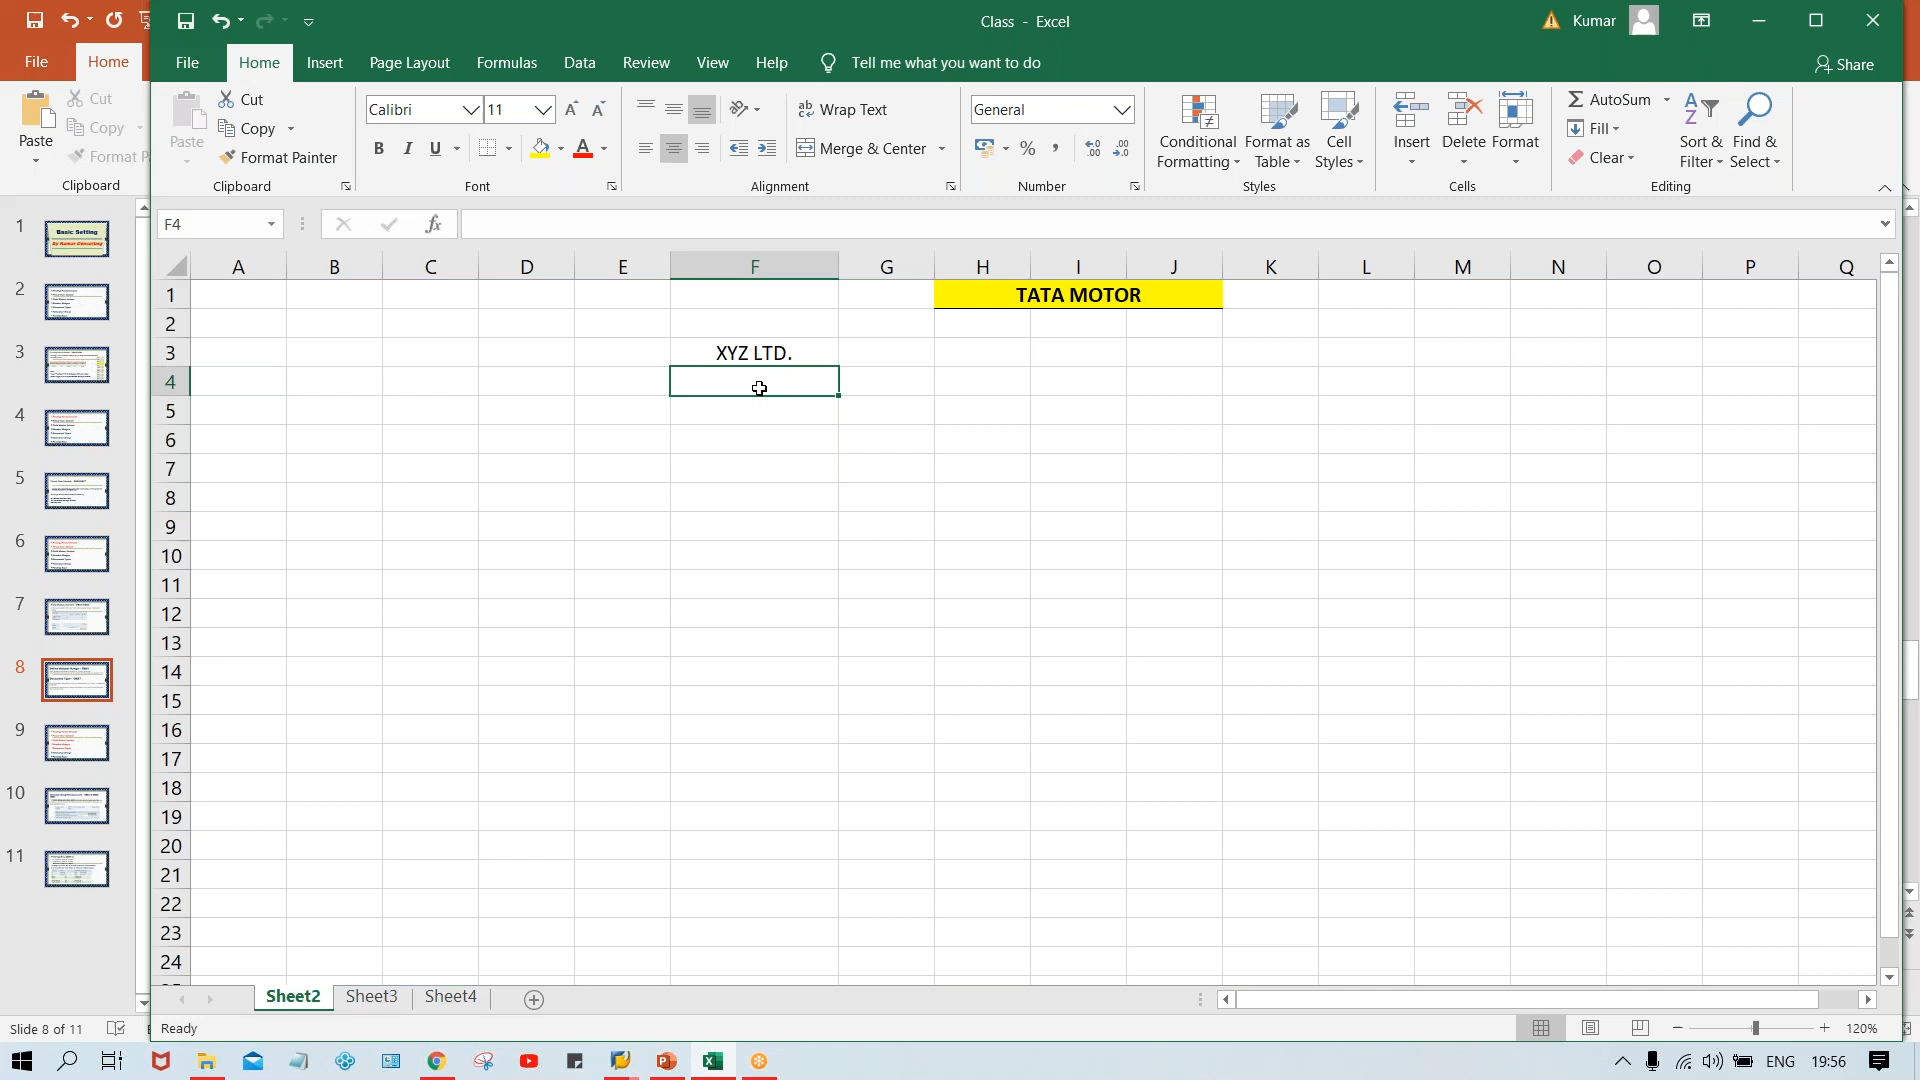 Class - Excel
Kumar
File
Home
File
Home
Insert
Page Layout
Formulas
Data
Review
View
Help
Tell me what you want to do
Share
Cut
Copy
Format P
Paste
Clipboard
Cut
Copy
Format Painter
Paste
Clipboard
Calibri
11
B I U
Font
Wrap Text
Merge & Center
Alignment
General
%
Number
Conditional Formatting
Format as Table
Cell Styles
Styles
Insert
Delete
Format
Cells
AutoSum
Fill
Clear
Sort & Filter
Find & Select
Editing
F4
fx
A B C D E F G H I J K L M N O P Q
1 TATA MOTOR
2
3 XYZ LTD.
4
5
6
7
8
9
10
11
12
13
14
15
16
17
18
19
20
21
22
23
24
1
Basic Setting
By Kumar Consulting
2
3
4
5
6
7
8
9
10
11
Sheet2
Sheet3
Sheet4
Slide 8 of 11
Ready
120%
ENG
19:56